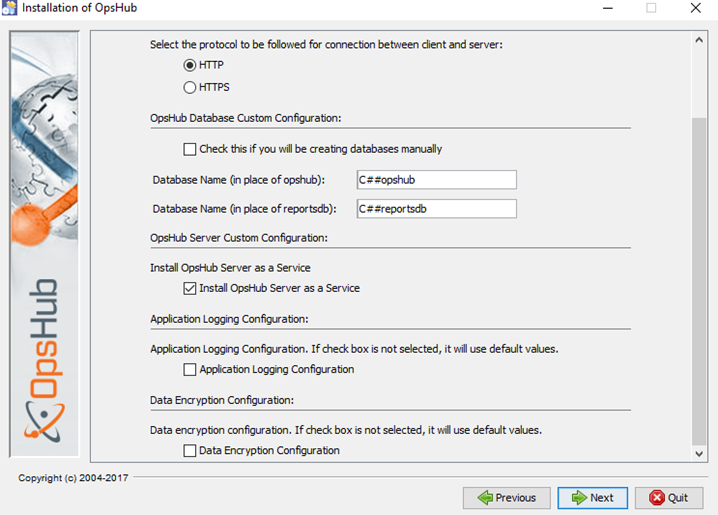 Installation of OpsHub
Select the protocol to be followed for connection between client and server:
HTTP
HTTPS
OpsHub Database Custom Configuration:
Check this if you will be creating databases manually
Database Name (in place of opshub):
C##opshub
Database Name (in place of reportsdb):
C##reportsdb
OpsHub Server Custom Configuration:
Install OpsHub Server as a Service
Install OpsHub Server as a Service
Application Logging Configuration:
Application Logging Configuration. If check box is not selected, it will use default values.
Application Logging Configuration
Data Encryption Configuration:
Data encryption configuration. If check box is not selected, it will use default values.
Data Encryption Configuration
OpsHub
Copyright (c) 2004-2017
Previous
Next
Quit